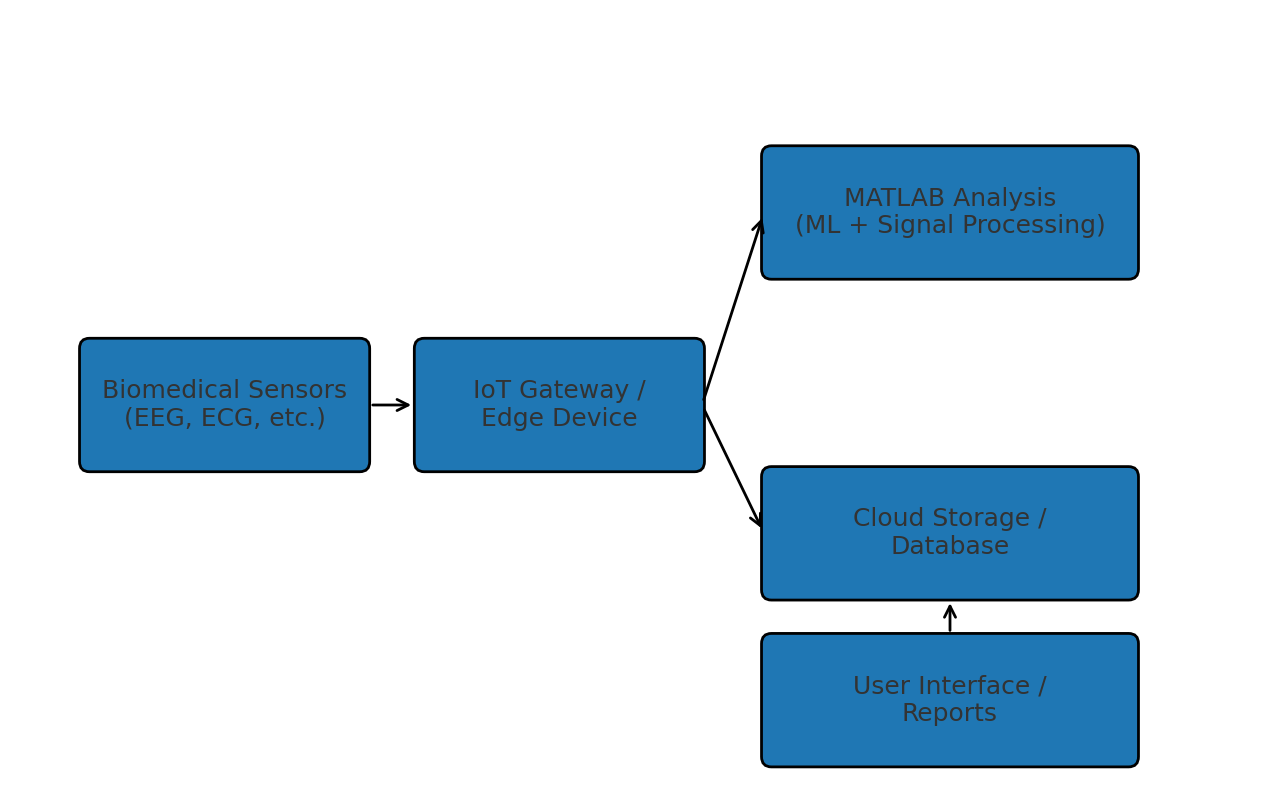 Biomedical Sensors
(EEG, ECG, etc.)
IoT Gateway /
Edge Device
MATLAB Analysis
(ML + Signal Processing)
Cloud Storage /
Database
User Interface /
Reports